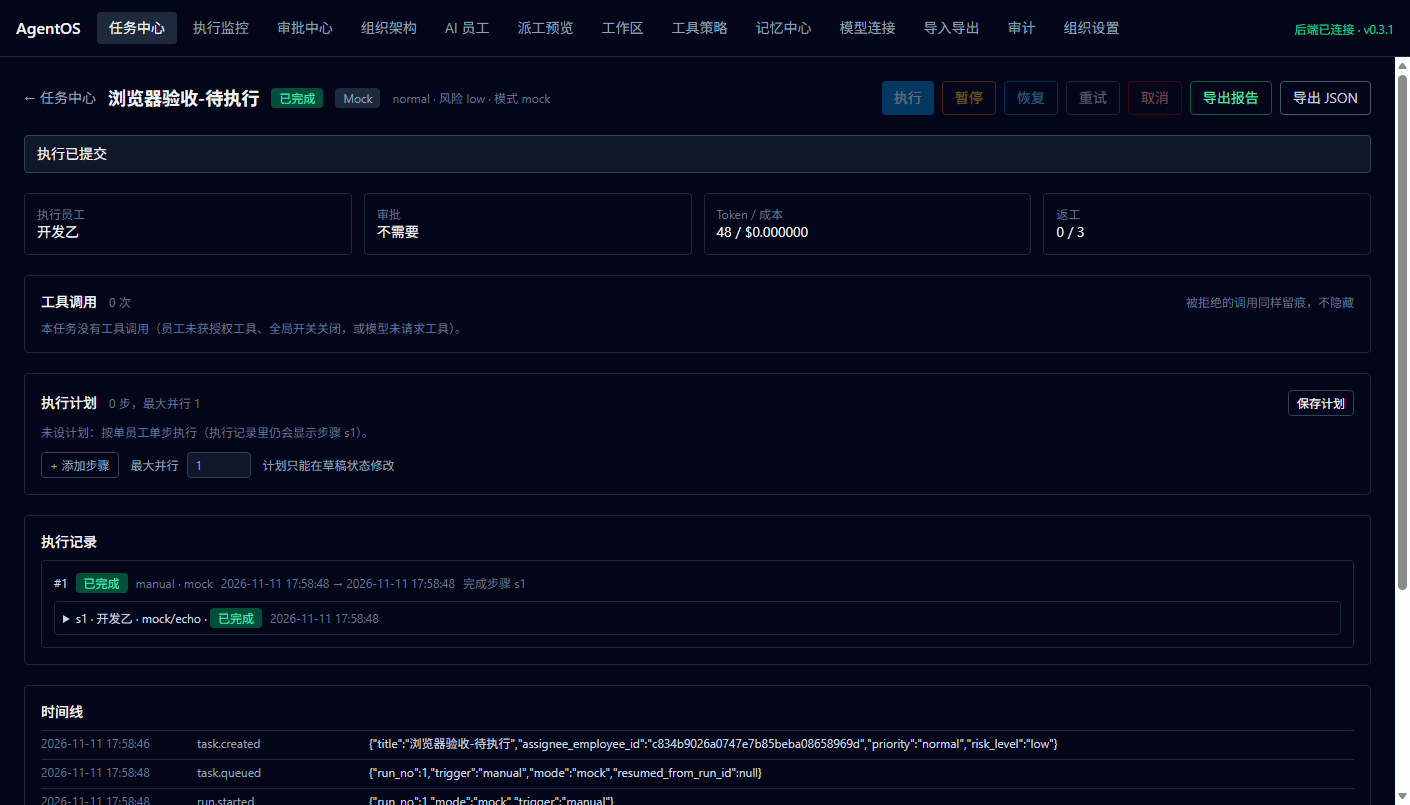 AgentOS 任务中心 执行监控 审批中心 组织架构 AI 员工 派工预览 工作区 工具策略 记忆中心 模型连接 导入导出 审计 组织设置 后端已连接 · v0.3.1
← 任务中心 浏览器验收-待执行 已完成 Mock normal · 风险 low · 模式 mock 执行 暂停 恢复 重试 取消 导出报告 导出 JSON
执行已提交
执行员工 审批 Token / 成本 返工
开发乙 不需要 48 / $0.000000 0 / 3
工具调用 0 次 被拒绝的调用同样留痕，不隐藏
本任务没有工具调用（员工未获授权工具、全局开关关闭，或模型未请求工具）。
执行计划 0 步，最大并行 1 保存计划
未设计划：按单员工单步执行（执行记录里仍会显示步骤 s1）。
+ 添加步骤 最大并行 1 计划只能在草稿状态修改
执行记录
#1 已完成 manual · mock 2026-11-11 17:58:48 → 2026-11-11 17:58:48 完成步骤 s1
▶ s1 · 开发乙 · mock/echo · 已完成 2026-11-11 17:58:48
时间线
2026-11-11 17:58:46 task.created {"title":"浏览器验收-待执行","assignee_employee_id":"c834b9026a0747e7b85beba08658969d","priority":"normal","risk_level":"low"}
2026-11-11 17:58:48 task.queued {"run_no":1,"trigger":"manual","mode":"mock","resumed_from_run_id":null}
2026-11-11 17:58:48 run.started {"run_no":1,"mode":"mock","trigger":"manual"}